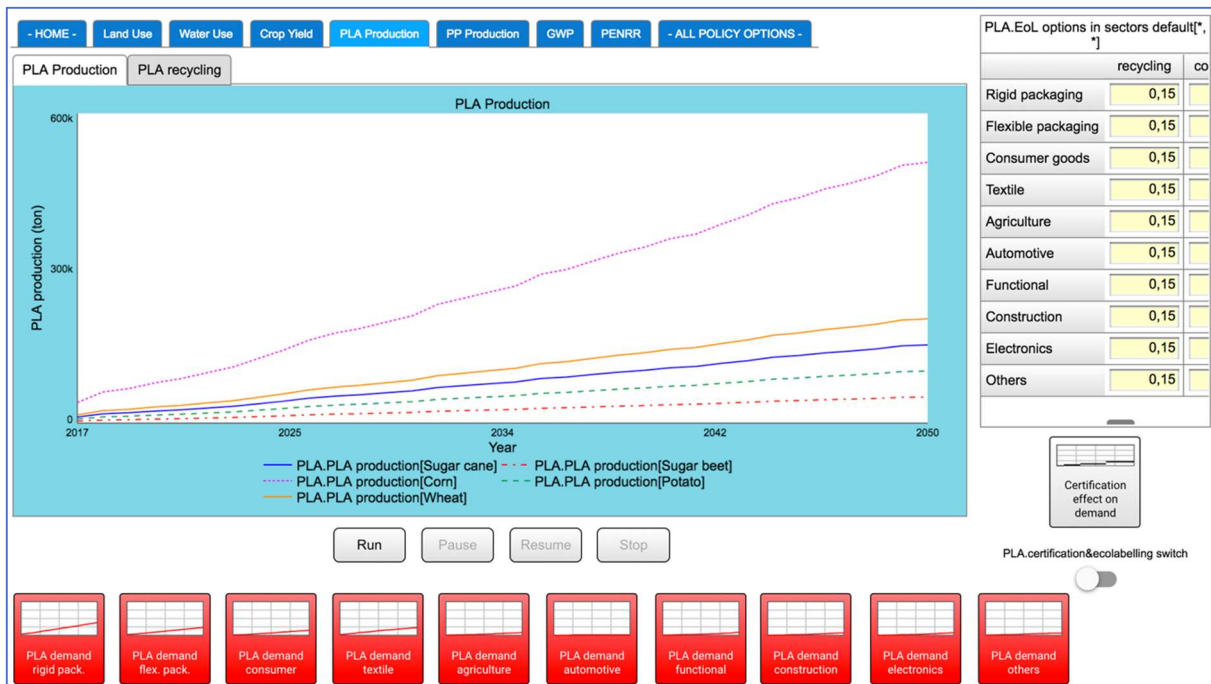 - HOME -
Land Use
Water Use
Crop Yield
PLA Production
PP Production
GWP
PENRR
- ALL POLICY OPTIONS -
PLA Production
PLA recycling
PLA Production
600k
300k
0
PLA production (ton)
2017
2025
2034
2042
2050
Year
PLA.PLA production[Sugar cane]
PLA.PLA production[Sugar beet]
PLA.PLA production[Corn]
PLA.PLA production[Potato]
PLA.PLA production[Wheat]
Run
Pause
Resume
Stop
PLA.EoL options in sectors default[*,
*]
recycling co
Rigid packaging 0,15
Flexible packaging 0,15
Consumer goods 0,15
Textile 0,15
Agriculture 0,15
Automotive 0,15
Functional 0,15
Construction 0,15
Electronics 0,15
Others 0,15
Certification
effect on
demand
PLA.certification&ecolabelling switch
PLA demand
rigid pack.
PLA demand
flex. pack.
PLA demand
consumer
PLA demand
textile
PLA demand
agriculture
PLA demand
automotive
PLA demand
functional
PLA demand
construction
PLA demand
electronics
PLA demand
others